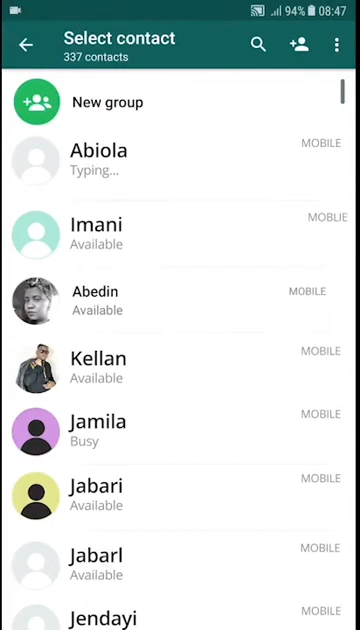 94% 08:47
Select contact
337 contacts
New group
Abiola MOBILE
Typing...
Imani MOBLIE
Available
Abedin MOBILE
Available
Kellan MOBILE
Available
Jamila MOBILE
Busy
Jabari MOBILE
Available
Jabarl MOBILE
Available
Jendayi MOBILE